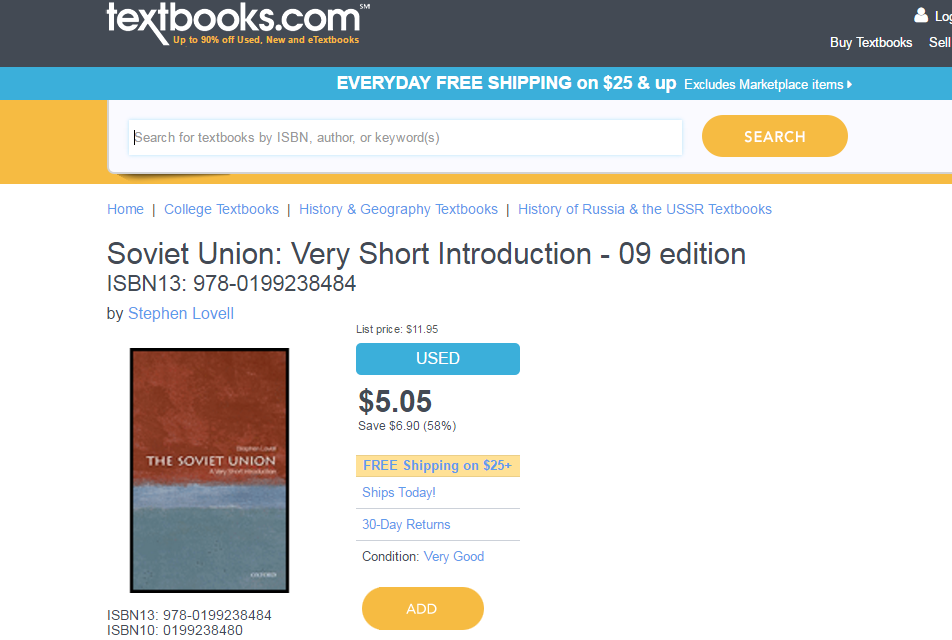 textbooks.com℠
Up to 90% off Used, New and eTextbooks
Log
Buy Textbooks Sell
EVERYDAY FREE SHIPPING on $25 & up Excludes Marketplace items
Search for textbooks by ISBN, author, or keyword(s)
SEARCH
Home | College Textbooks | History & Geography Textbooks | History of Russia & the USSR Textbooks
Soviet Union: Very Short Introduction - 09 edition
ISBN13: 978-0199238484
by Stephen Lovell
Stephen Lovell
THE SOVIET UNION
A Very Short Introduction
OXFORD
ISBN13: 978-0199238484
ISBN10: 0199238480
List price: $11.95
USED
$5.05
Save $6.90 (58%)
FREE Shipping on $25+
Ships Today!
30-Day Returns
Condition: Very Good
ADD